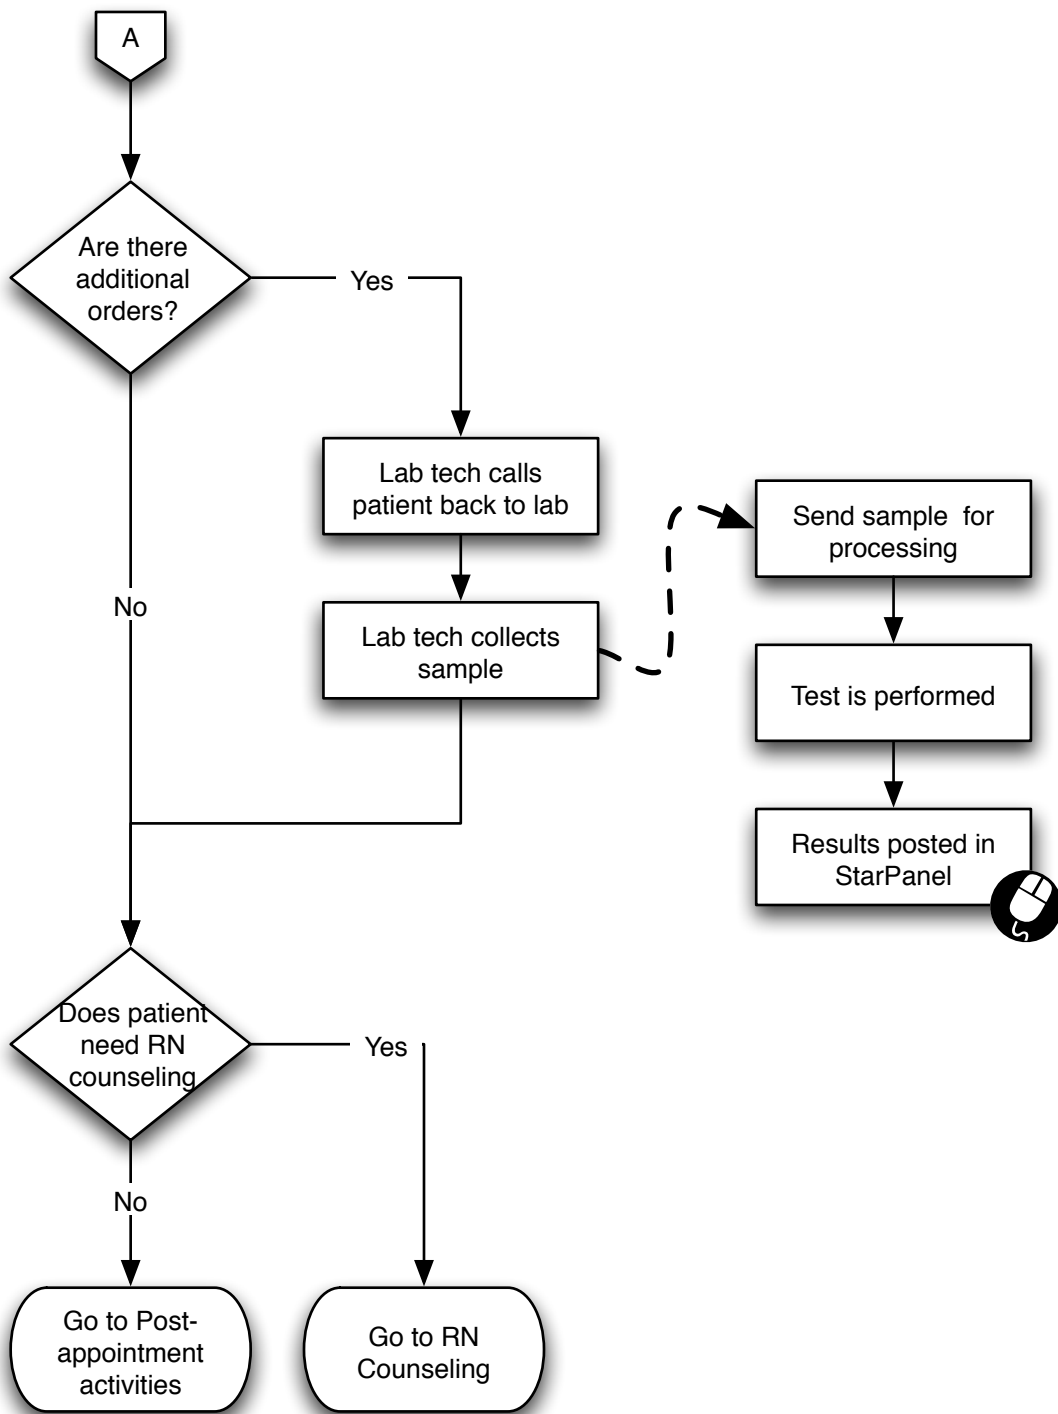 A
Are there
additional
orders?
Yes
Lab tech calls
patient back to lab
Send sample for
processing
No
Lab tech collects
sample
Test is performed
Results posted in
StarPanel
Does patient
need RN
counseling
Yes
No
Go to Post-
appointment
activities
Go to RN
Counseling